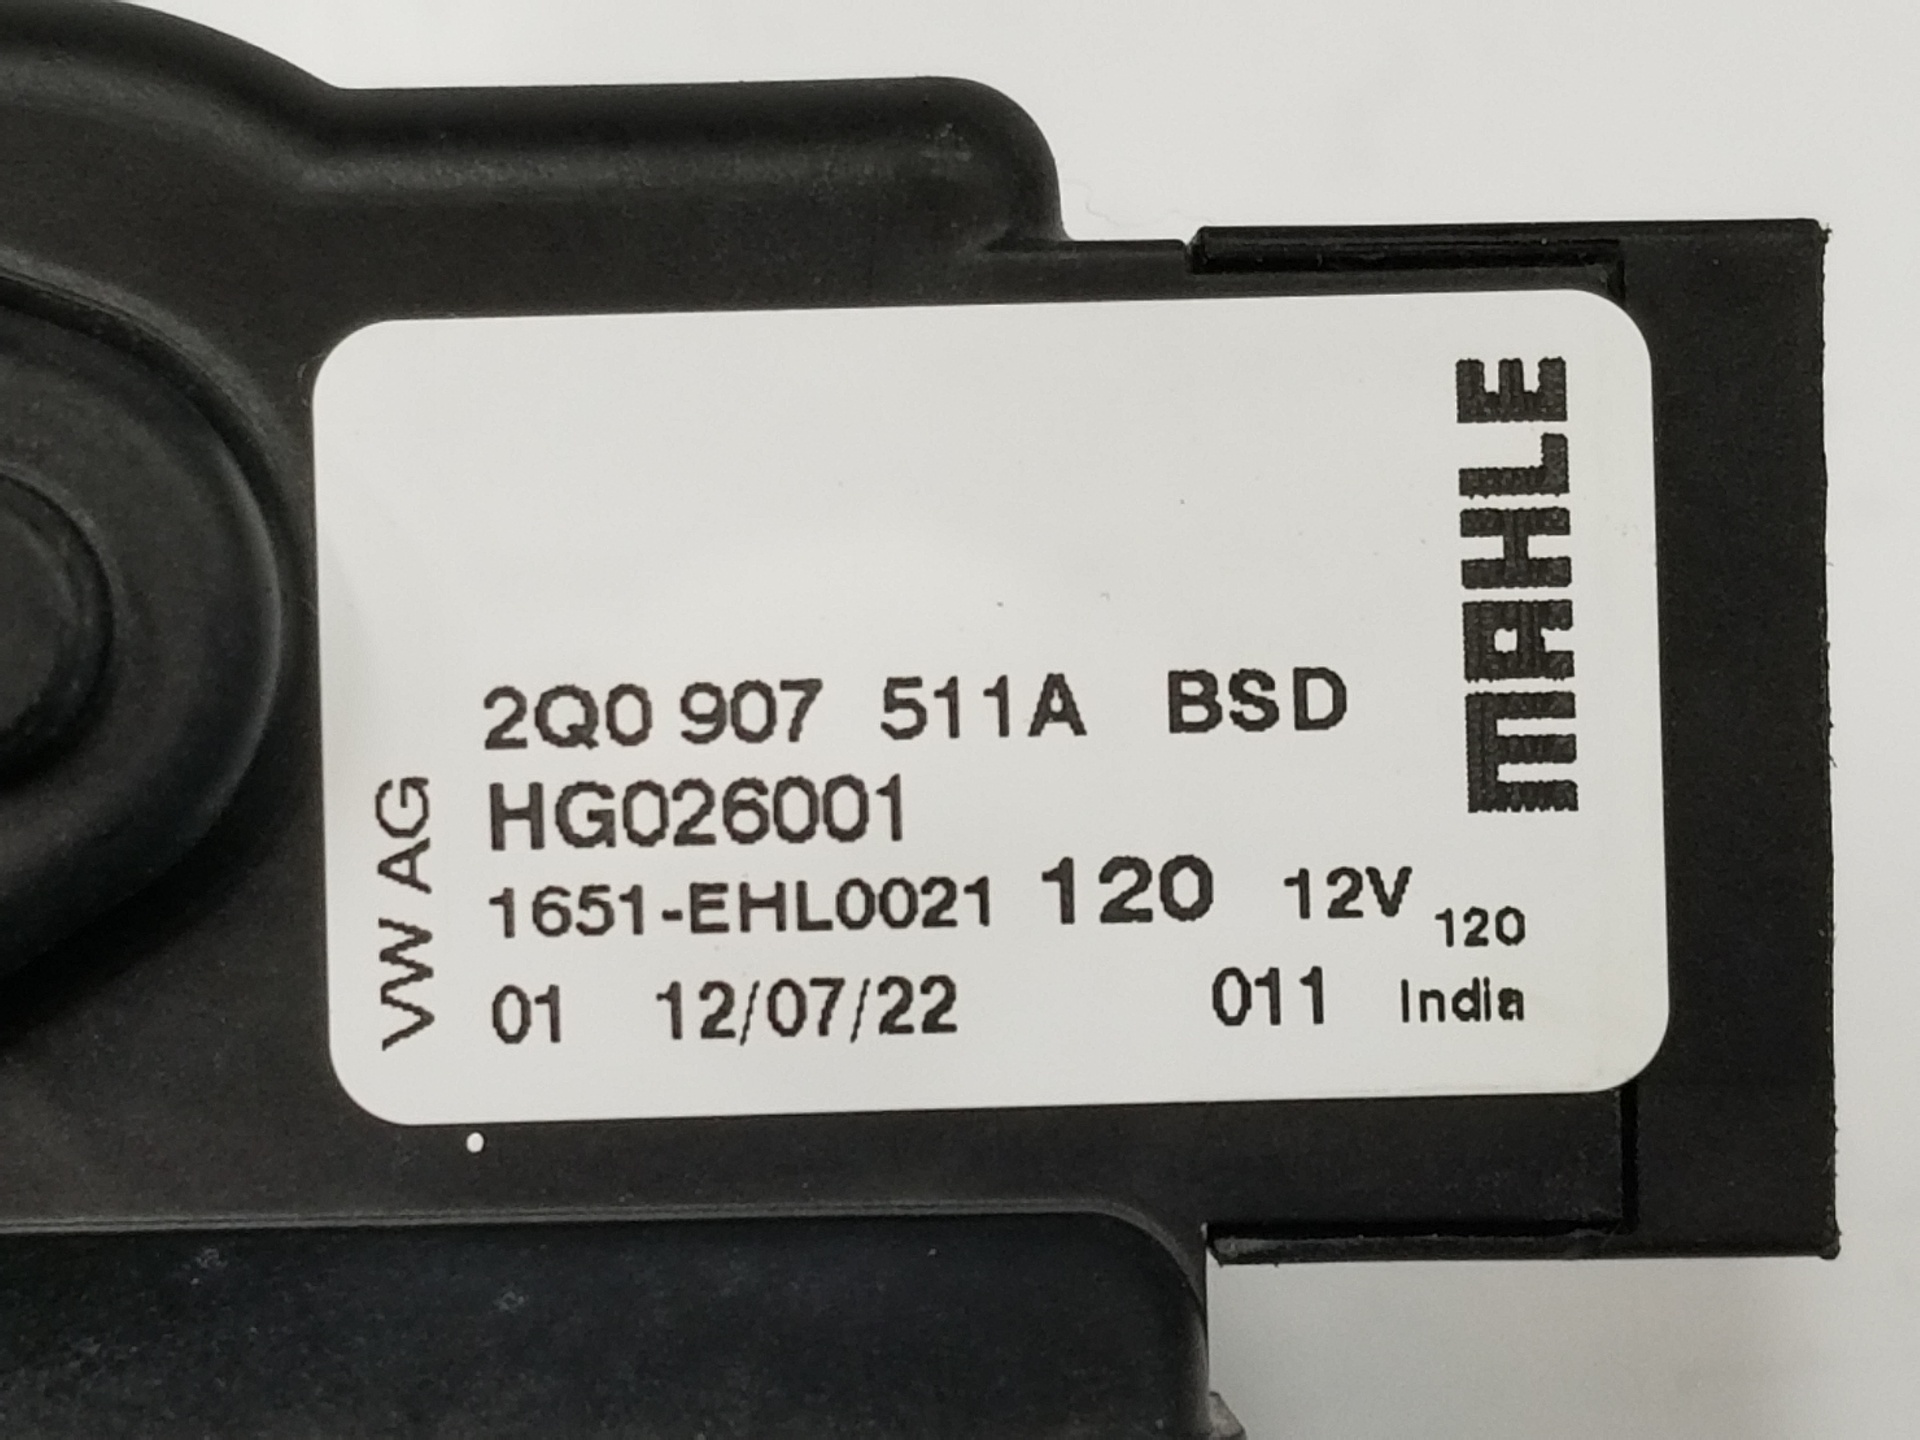 MAHLE
2Q0 907 511A BSD
HG026001
1651-EHL0021 120 12V 120
01 12/07/22 011 India
VW AG